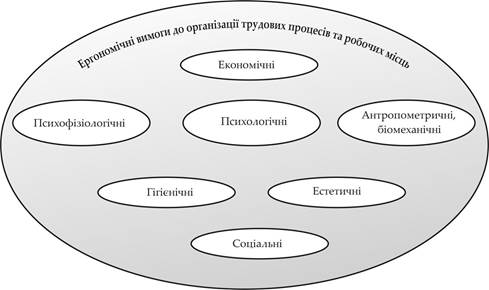 Ергономічні вимоги до організації трудових процесів та робочих місць
Економічні
Психофізіологічні
Психологічні
Антропометричні,
біомеханічні
Гігієнічні
Естетичні
Соціальні